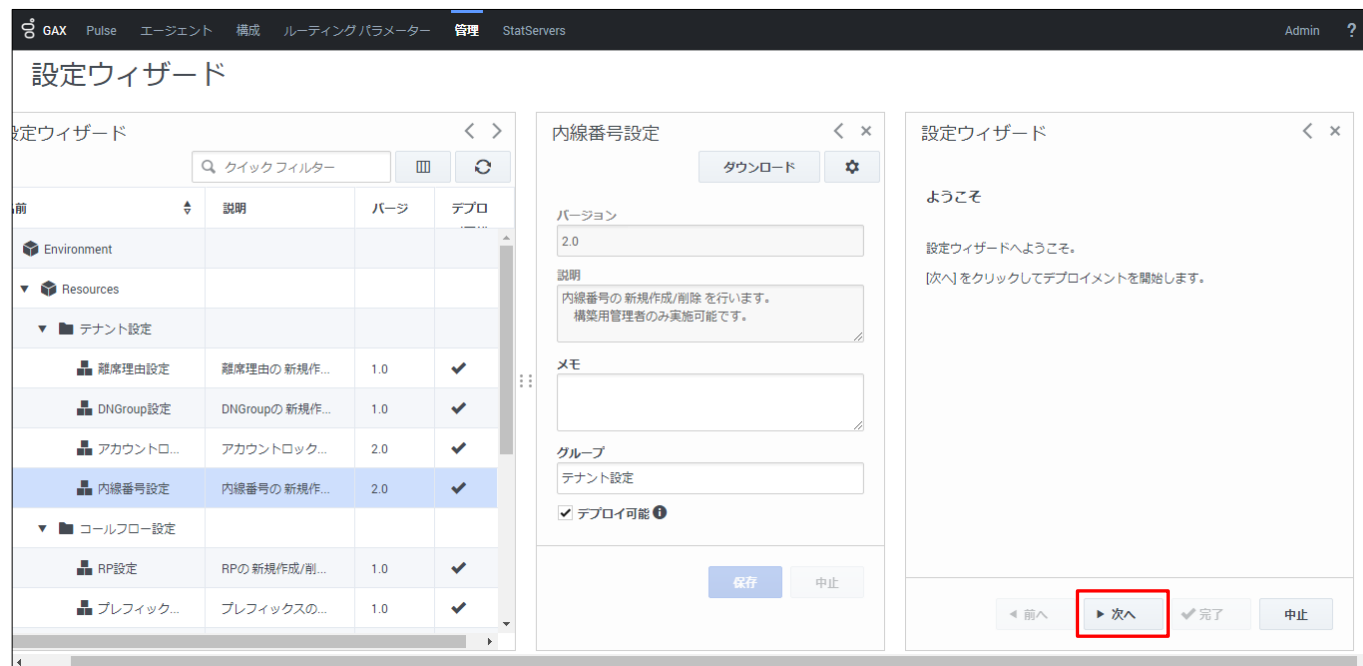 GAX Pulse エージェント 構成 ルーティング パラメーター 管理 StatServers Admin ?
設定ウィザード
設定ウィザード
クイック フィルター
名前 説明 バージ デプロ
Environment
Resources
テナント設定
離席理由設定 離席理由の 新規作... 1.0
DNGroup設定 DNGroupの 新規作... 1.0
アカウントロ... アカウントロック... 2.0
内線番号設定 内線番号の 新規作... 2.0
コールフロー設定
RP設定 RPの 新規作成/削... 1.0
プレフィック... プレフィックスの... 1.0
内線番号設定
ダウンロード
バージョン
2.0
説明
内線番号の 新規作成/削除 を行います。
構築用管理者のみ実施可能です。
メモ
グループ
テナント設定
デプロイ可能
保存 中止
設定ウィザード
ようこそ
設定ウィザードへようこそ。
[次へ] をクリックしてデプロイメントを開始します。
前へ 次へ 完了 中止